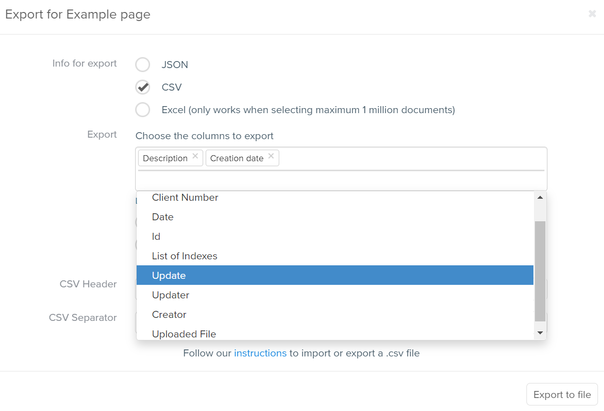 Export for Example page
Info for export
JSON
CSV
Excel (only works when selecting maximum 1 million documents)
Export
Choose the columns to export
Description
Creation date
Client Number
Date
Id
List of Indexes
Update
Updater
Creator
Uploaded File
CSV Header
CSV Separator
Follow our instructions to import or export a .csv file
Export to file